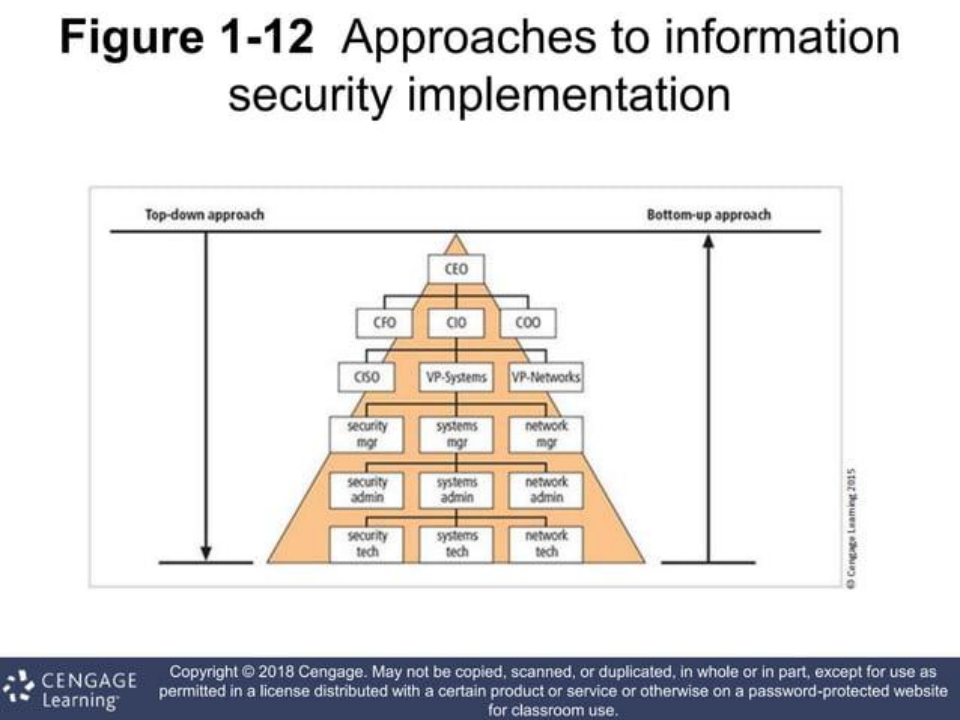 Figure 1-12 Approaches to information
security implementation
Top-down approach
Bottom-up approach
CEO
CFO
CIO
COO
CISO
VP-Systems
VP-Networks
security
mgr
systems
mgr
network
mgr
security
admin
systems
admin
network
admin
security
tech
systems
tech
network
tech
© Cengage Learning 2015
CENGAGE
Learning™
Copyright © 2018 Cengage. May not be copied, scanned, or duplicated, in whole or in part, except for use as
permitted in a license distributed with a certain product or service or otherwise on a password-protected website
for classroom use.